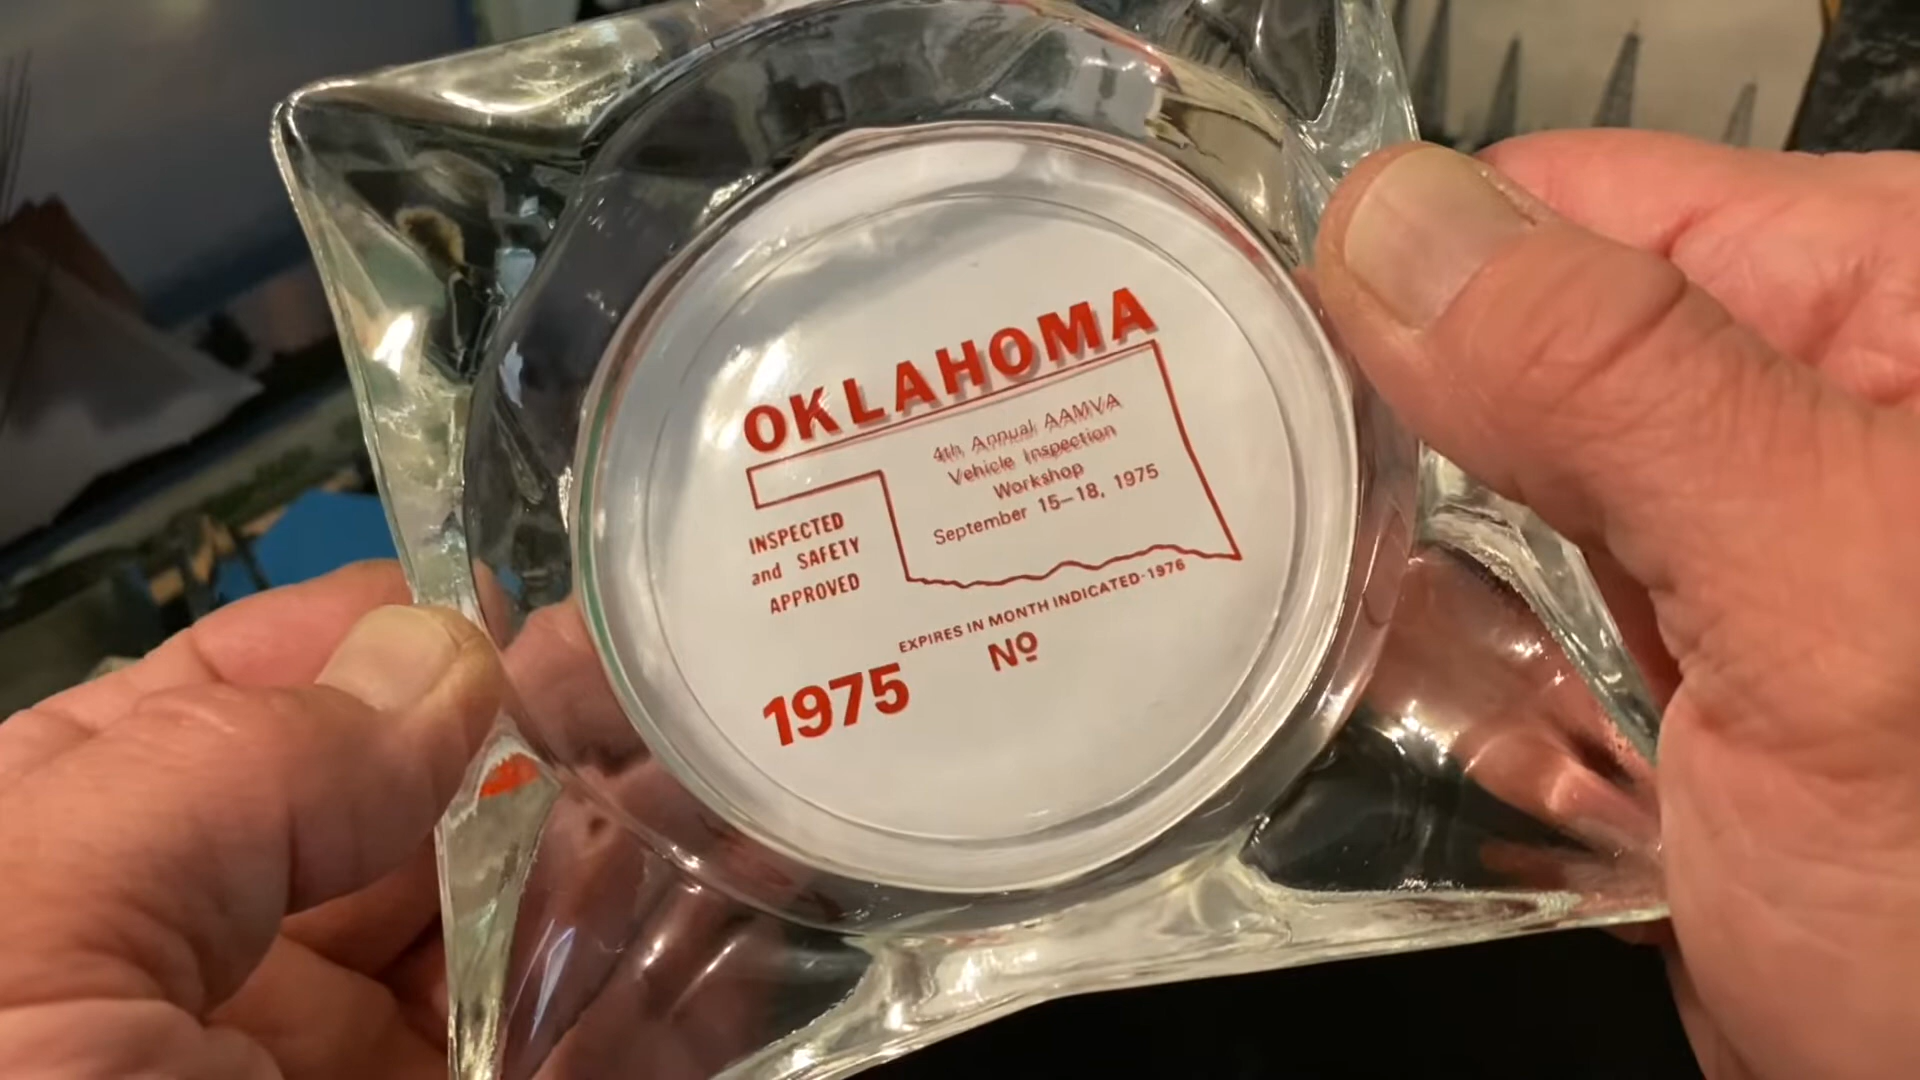 OKLAHOMA
4th Annual AAMVA
Vehicle Inspection
Workshop
September 15–18, 1975
INSPECTED
and SAFETY
APPROVED
EXPIRES IN MONTH INDICATED-1976
1975 Nº